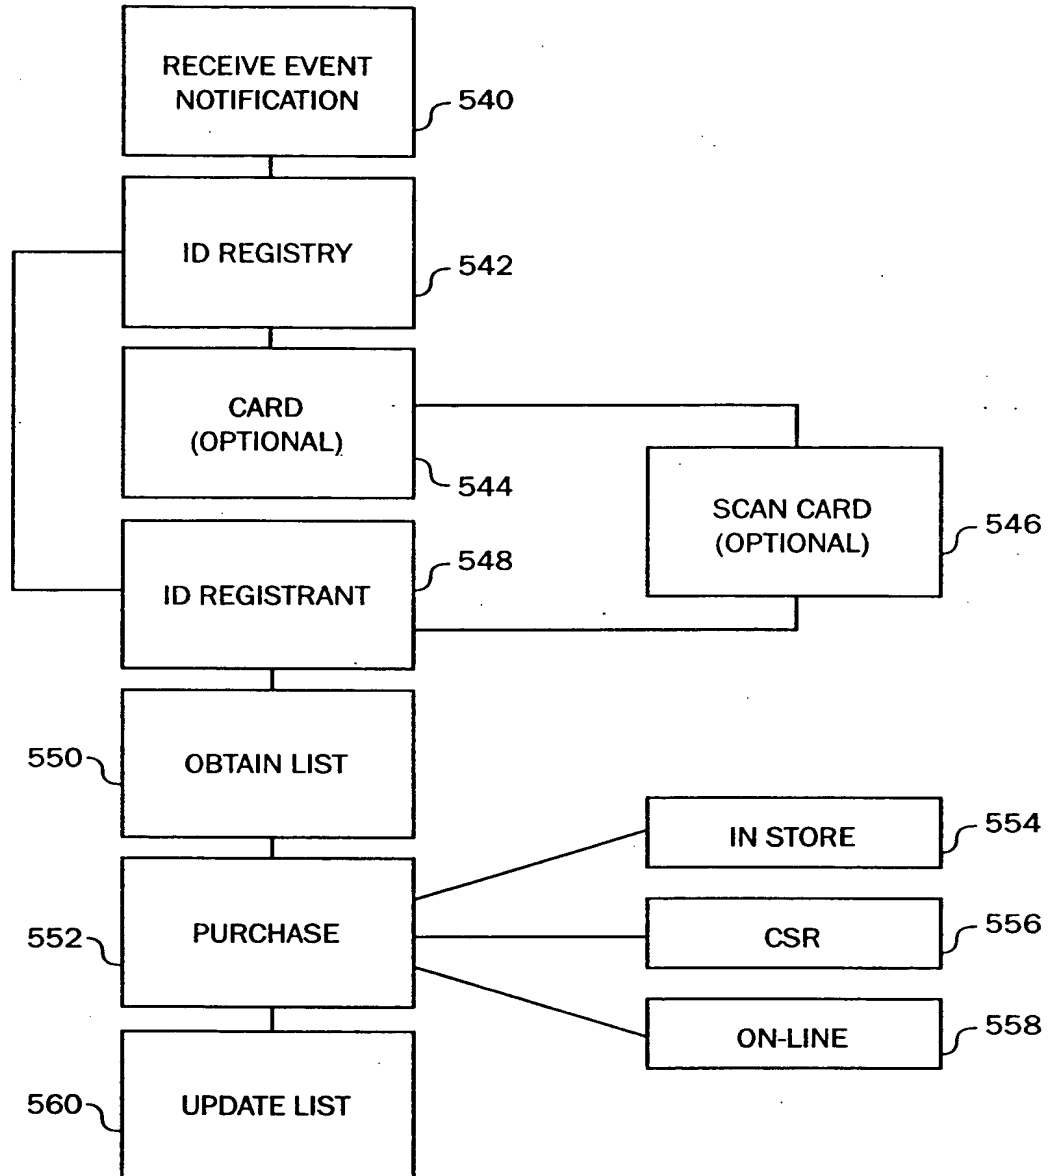 RECEIVE EVENT
NOTIFICATION
540
ID REGISTRY
542
CARD
(OPTIONAL)
544
SCAN CARD
(OPTIONAL)
546
548
ID REGISTRANT
550
OBTAIN LIST
IN STORE
554
552
PURCHASE
CSR
556
ON-LINE
558
560
UPDATE LIST